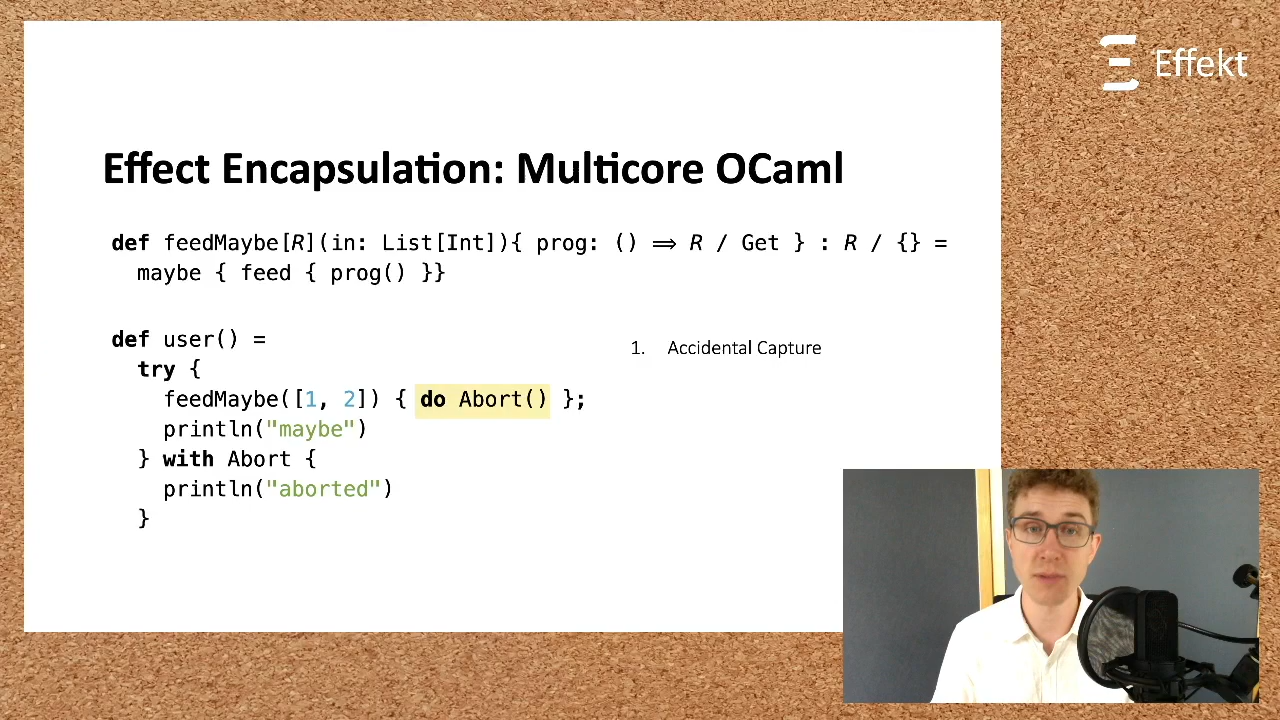 Effekt
Effect Encapsulation: Multicore OCaml
def feedMaybe[R](in: List[Int]){ prog: () ⟹ R / Get } : R / {} =
maybe { feed { prog() }}
def user() =
try {
feedMaybe([1, 2]) { do Abort() };
println("maybe")
} with Abort {
println("aborted")
}
1. Accidental Capture